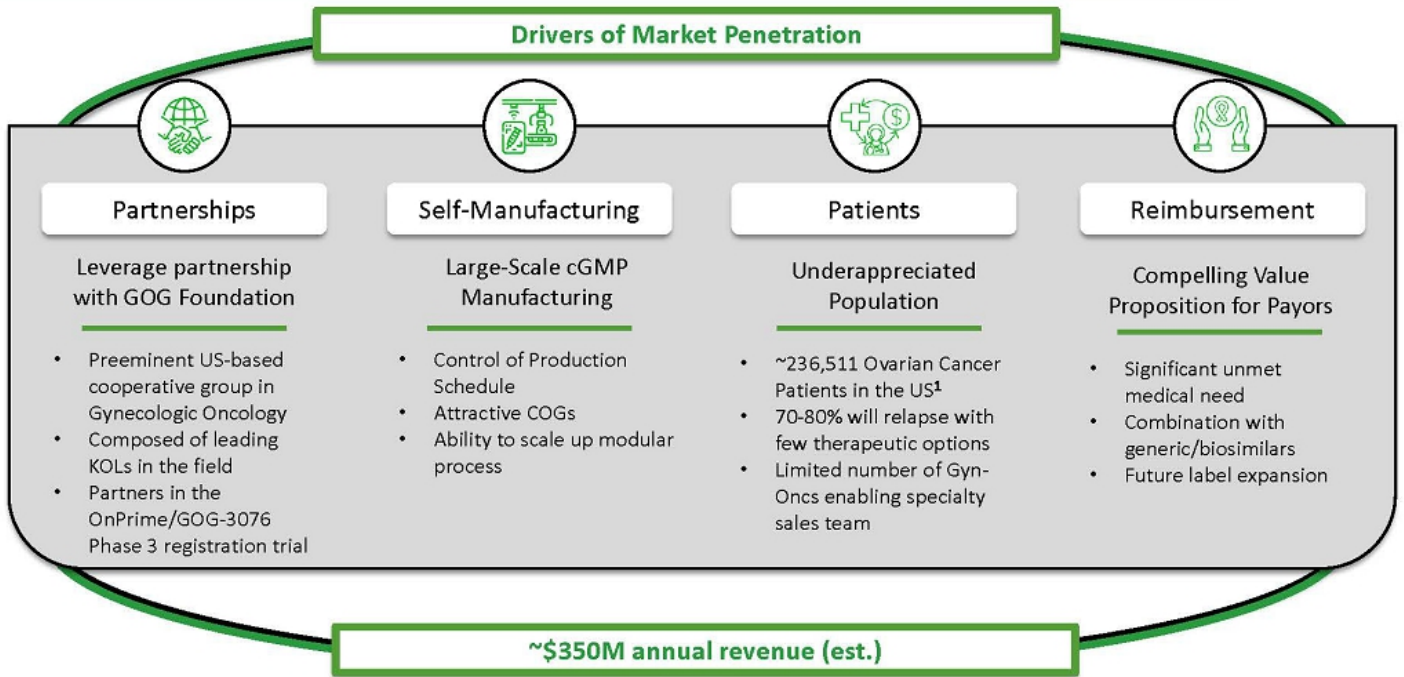 Drivers of Market Penetration
Partnerships
Leverage partnership
with GOG Foundation
• Preeminent US-based
cooperative group in
Gynecologic Oncology
• Composed of leading
KOLs in the field
• Partners in the
OnPrime/GOG-3076
Phase 3 registration trial
Self-Manufacturing
Large-Scale cGMP
Manufacturing
• Control of Production
Schedule
• Attractive COGs
• Ability to scale up modular
process
Patients
Underappreciated
Population
• ~236,511 Ovarian Cancer
Patients in the US¹
• 70-80% will relapse with
few therapeutic options
• Limited number of Gyn-
Oncs enabling specialty
sales team
Reimbursement
Compelling Value
Proposition for Payors
• Significant unmet
medical need
• Combination with
generic/biosimilars
• Future label expansion
~$350M annual revenue (est.)